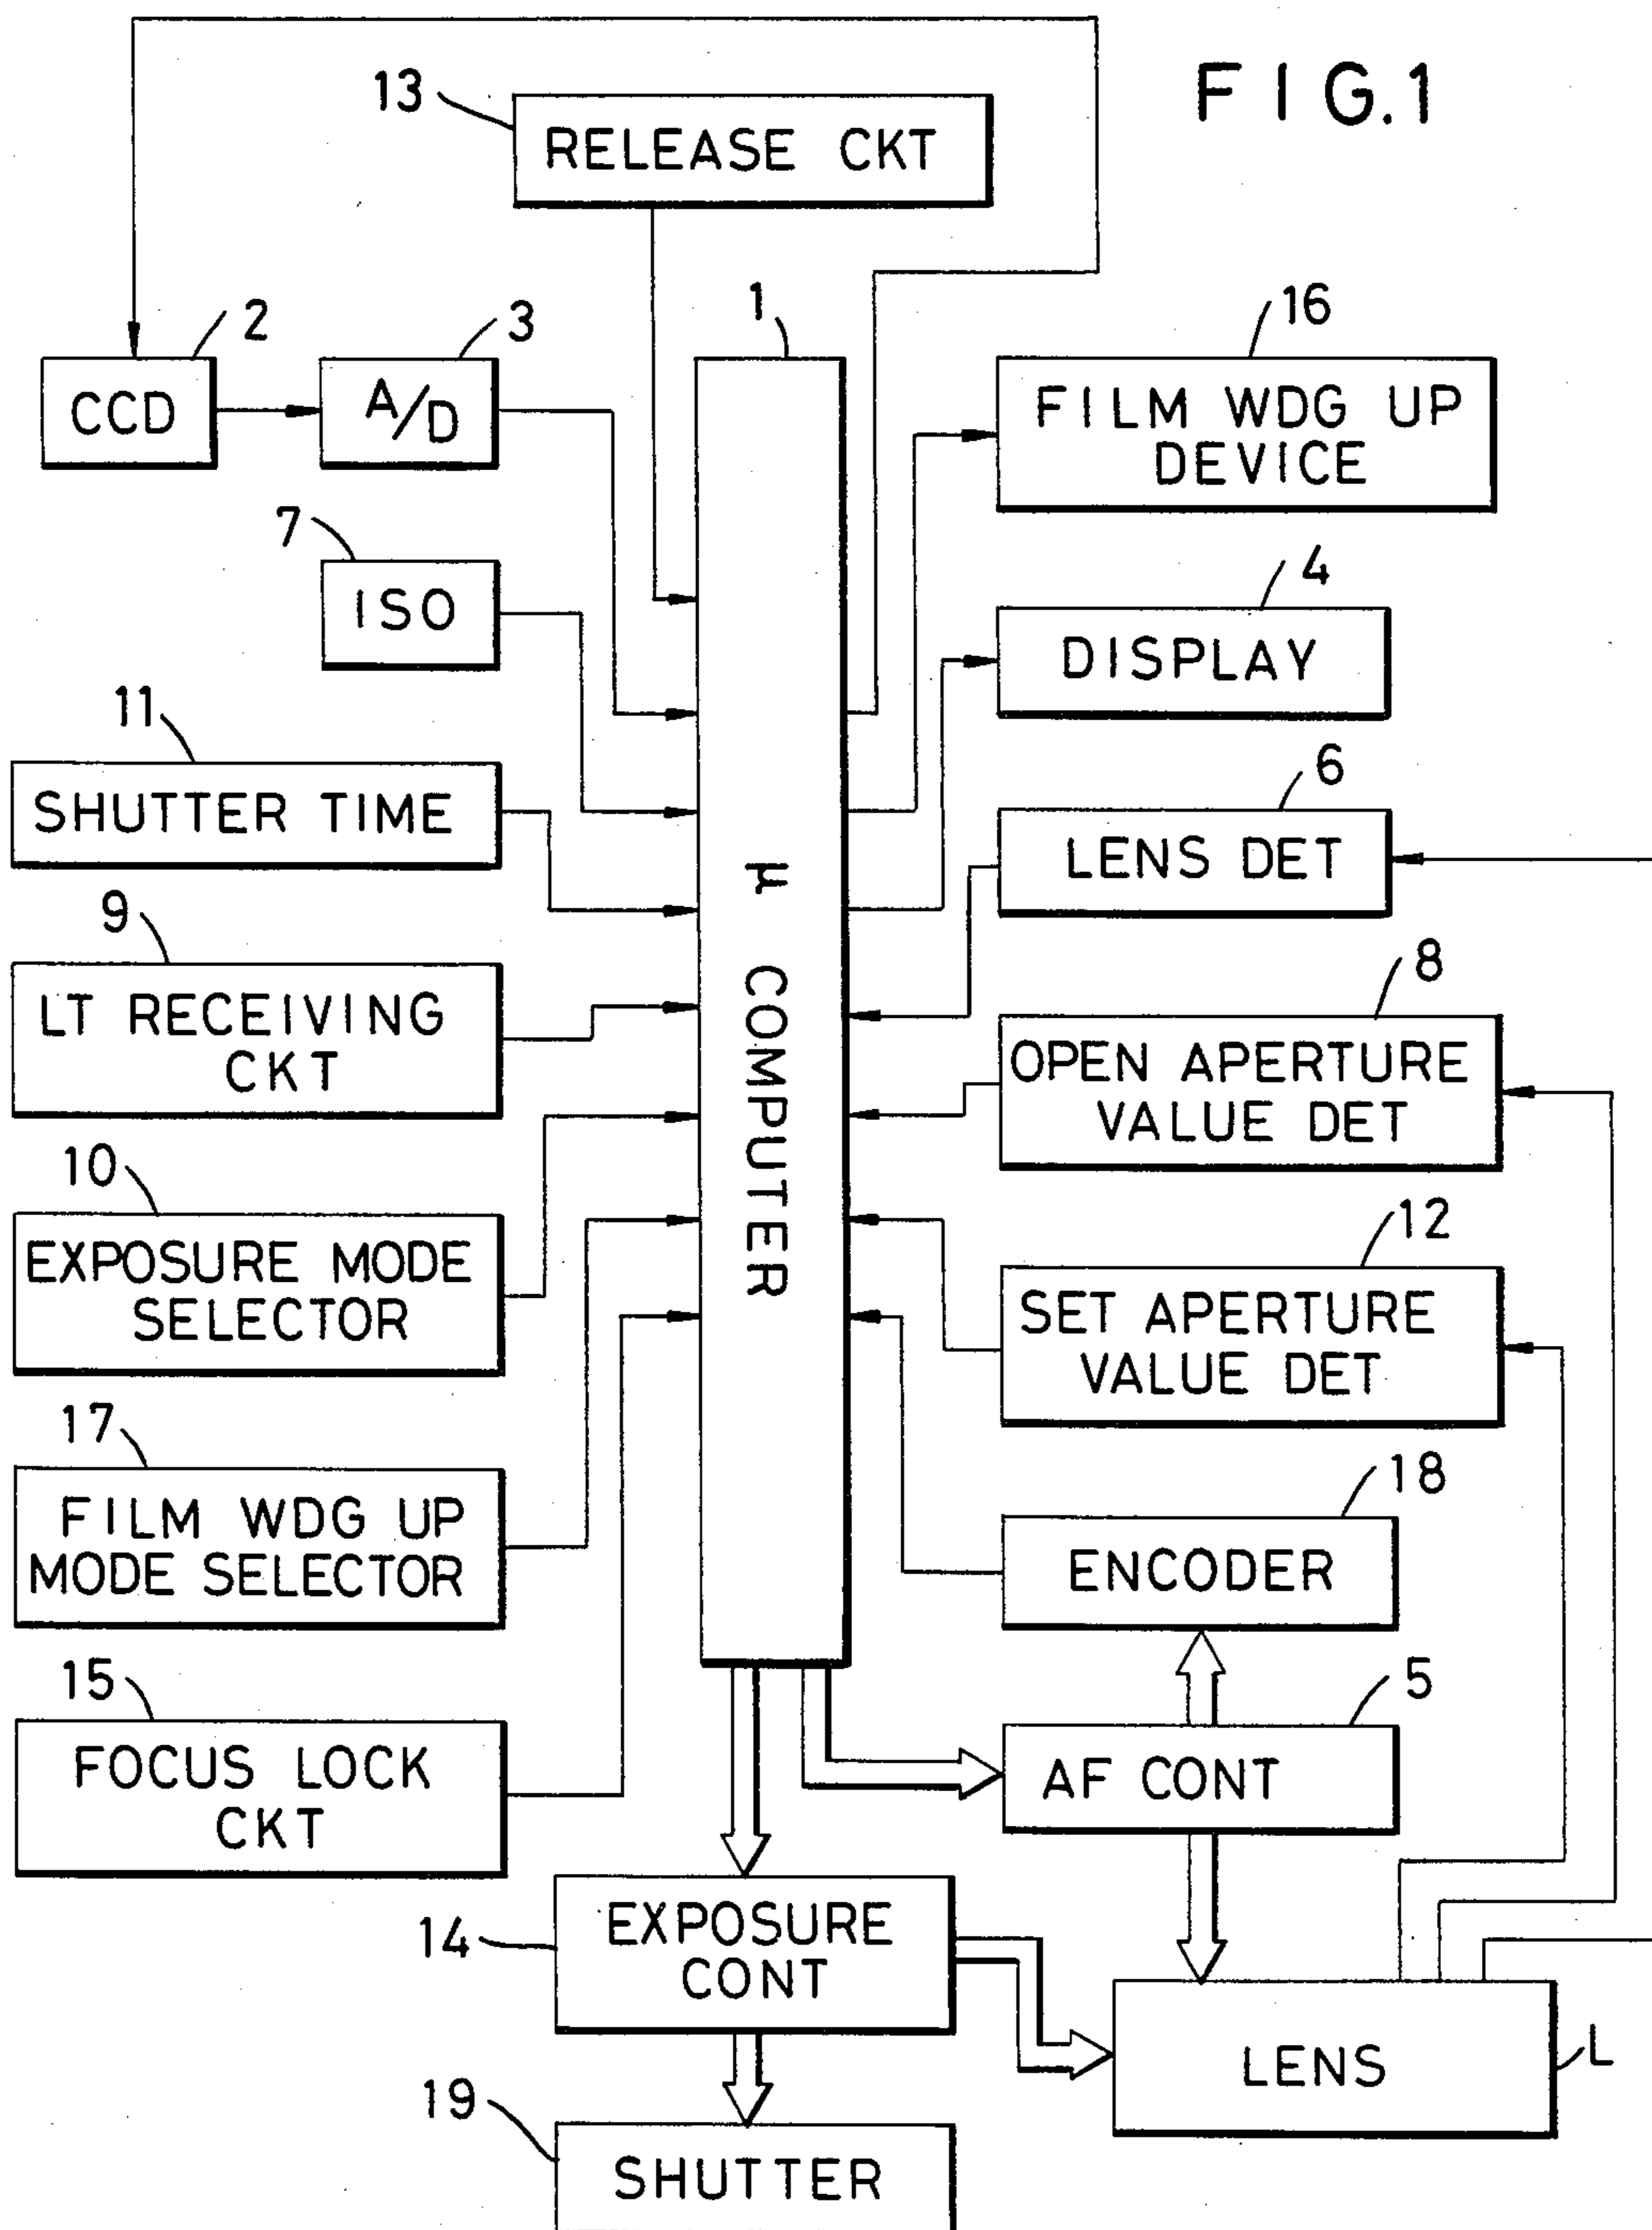 FIG.1
13
RELEASE CKT
1
μ COMPUTER
2
CCD
3
A/D
16
FILM WDG UP
DEVICE
7
ISO
4
DISPLAY
11
SHUTTER TIME
6
LENS DET
9
LT RECEIVING
CKT
8
OPEN APERTURE
VALUE DET
10
EXPOSURE MODE
SELECTOR
12
SET APERTURE
VALUE DET
17
FILM WDG UP
MODE SELECTOR
18
ENCODER
15
FOCUS LOCK
CKT
5
AF CONT
14
EXPOSURE
CONT
LENS
L
19
SHUTTER